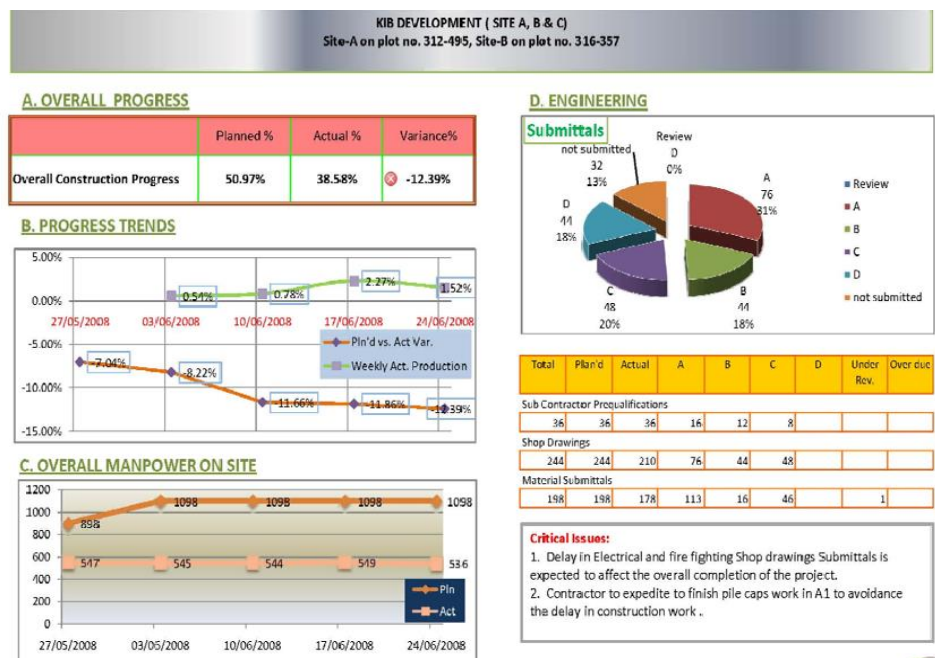 KIB DEVELOPMENT ( SITE A, B & C)
Site-A on plot no. 312-495, Site-B on plot no. 316-357
A. OVERALL PROGRESS
Planned % Actual % Variance%
Overall Construction Progress 50.97% 38.58% -12.39%
B. PROGRESS TRENDS
5.00%
0.00%
-5.00%
-10.00%
-15.00%
0.54% 0.78% 2.27% 1.52%
27/05/2008 03/06/2008 10/06/2008 17/06/2008 24/06/2008
Pln'd vs. Act Var.
Weekly Act. Production
-7.04% -8.22% -11.66% -11.86% -12.39%
C. OVERALL MANPOWER ON SITE
1200
1000
800
600
400
200
0
898 1098 1098 1098 1098
547 545 544 549 536
Pln
Act
27/05/2008 03/05/2008 10/06/2008 17/06/2008 24/06/2008
D. ENGINEERING
Submittals
Review
D
0%
not submitted
32
13%
A
76
31%
D
44
18%
C
48
20%
B
44
18%
Review
A
B
C
D
not submitted
Total Plan'd Actual A B C D Under Rev. Over due
Sub Contractor Prequalifications
36 36 36 16 12 8
Shop Drawings
244 244 210 76 44 48
Material Submittals
198 198 178 113 16 46 1
Critical Issues:
1. Delay in Electrical and fire fighting Shop drawings Submittals is
expected to affect the overall completion of the project.
2. Contractor to expedite to finish pile caps work in A1 to avoidance
the delay in construction work ..